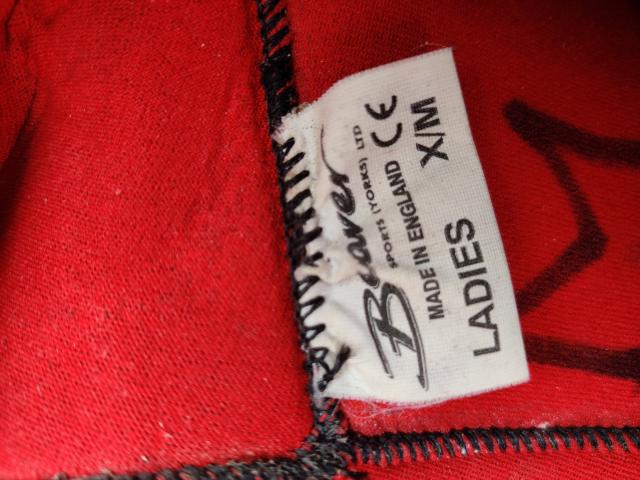 Beaver
SPORTS (YORKS) LTD
MADE IN ENGLAND CE
LADIES X/M